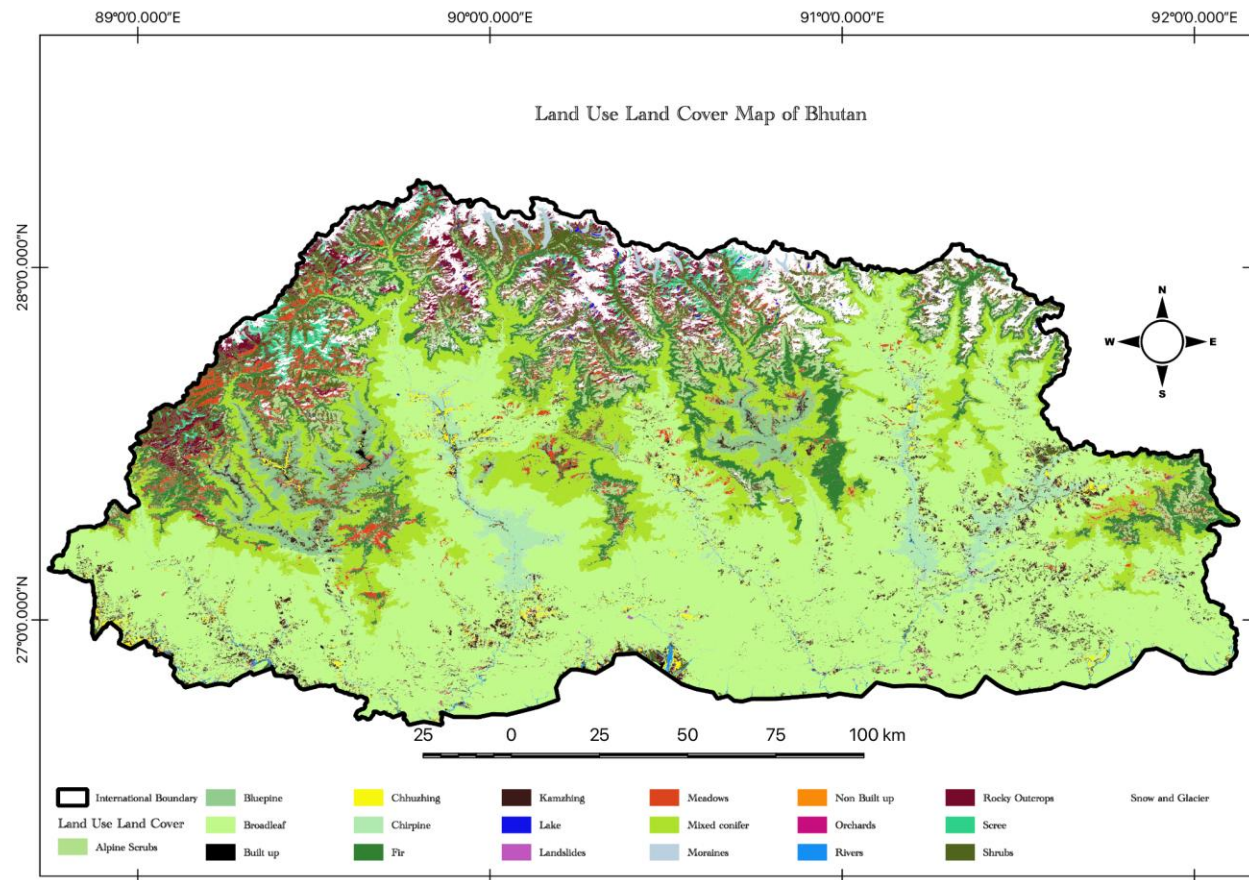 89°0'0.000"E 90°0'0.000"E 91°0'0.000"E 92°0'0.000"E
Land Use Land Cover Map of Bhutan
28°0'0.000"N
27°0'0.000"N
N
W E
S
25 0 25 50 75 100 km
International Boundary
Land Use Land Cover
Alpine Scrubs
Bluepine
Broadleaf
Built up
Chhuzhing
Chirpine
Fir
Kamzhing
Lake
Landslides
Meadows
Mixed conifer
Moraines
Non Built up
Orchards
Rivers
Rocky Outcrops
Scree
Shrubs
Snow and Glacier